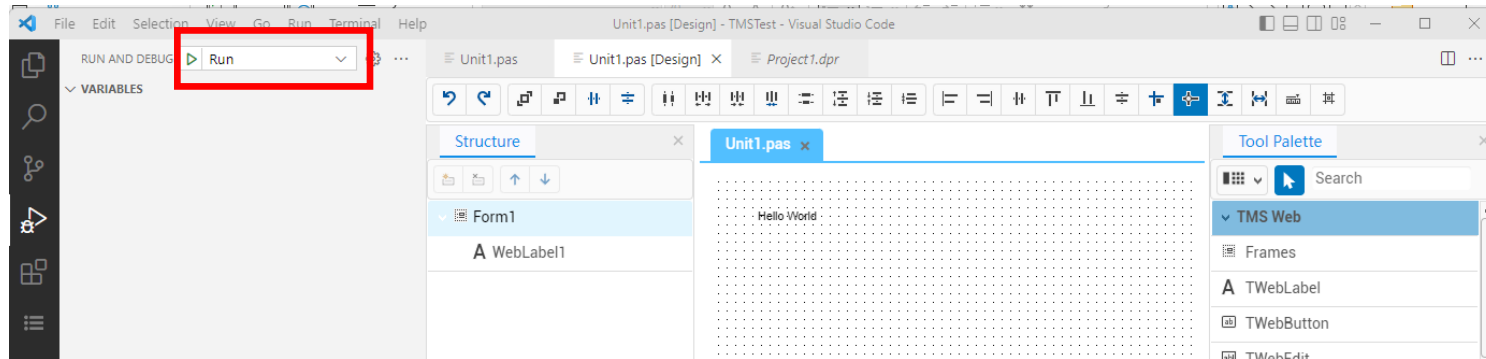 File Edit Selection View Go Run Terminal Help
Unit1.pas [Design] - TMSTest - Visual Studio Code
RUN AND DEBUG Run
VARIABLES
Unit1.pas
Unit1.pas [Design]
Project1.dpr
Structure
Form1
WebLabel1
Unit1.pas
Hello World
Tool Palette
Search
TMS Web
Frames
A TWebLabel
TWebButton
TWebEdit